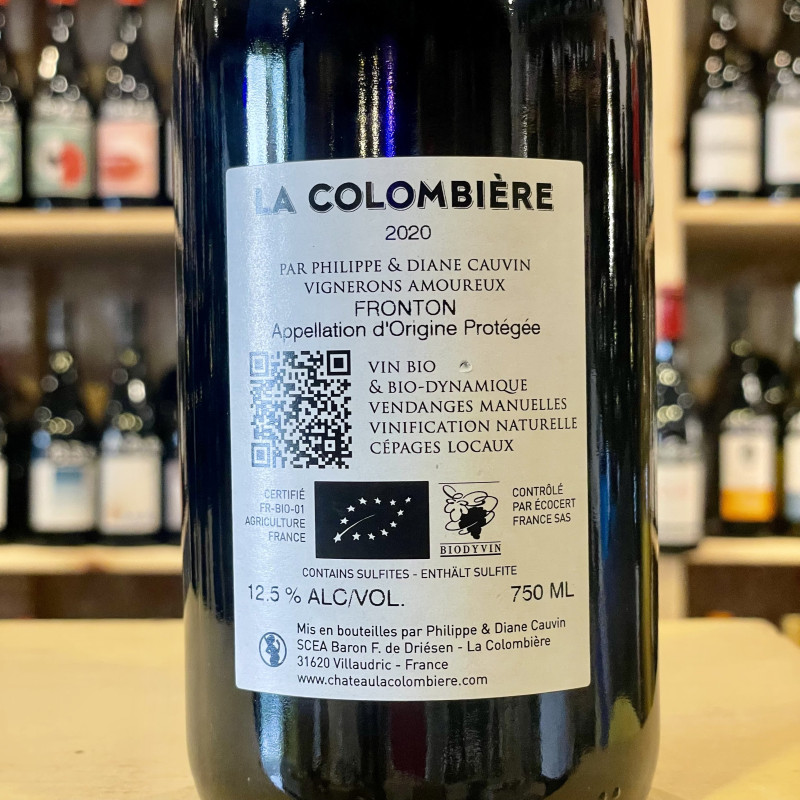 LA COLOMBIÈRE
2020
PAR PHILIPPE & DIANE CAUVIN
VIGNERONS AMOUREUX
FRONTON
Appellation d'Origine Protégée
VIN BIO
& BIO-DYNAMIQUE
VENDANGES MANUELLES
VINIFICATION NATURELLE
CÉPAGES LOCAUX
CERTIFIÉ
FR-BIO-01
AGRICULTURE
FRANCE
BIODYVIN
CONTRÔLÉ
PAR ÉCOCERT
FRANCE SAS
CONTAINS SULFITES - ENTHÄLT SULFITE
12.5 % ALC/VOL. 750 ML
Mis en bouteilles par Philippe & Diane Cauvin
SCEA Baron F. de Driésen - La Colombière
31620 Villaudric - France
www.chateaulacolombiere.com